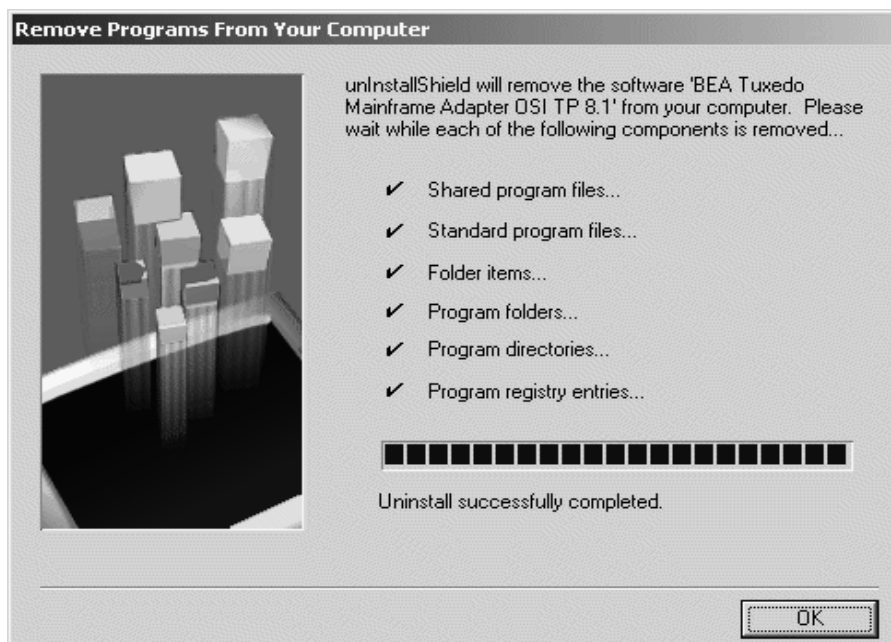 Remove Programs From Your Computer
unInstallShield will remove the software 'BEA Tuxedo
Mainframe Adapter OSI TP 8.1' from your computer.  Please
wait while each of the following components is removed...
✔ Shared program files...
✔ Standard program files...
✔ Folder items...
✔ Program folders...
✔ Program directories...
✔ Program registry entries...
Uninstall successfully completed.
OK